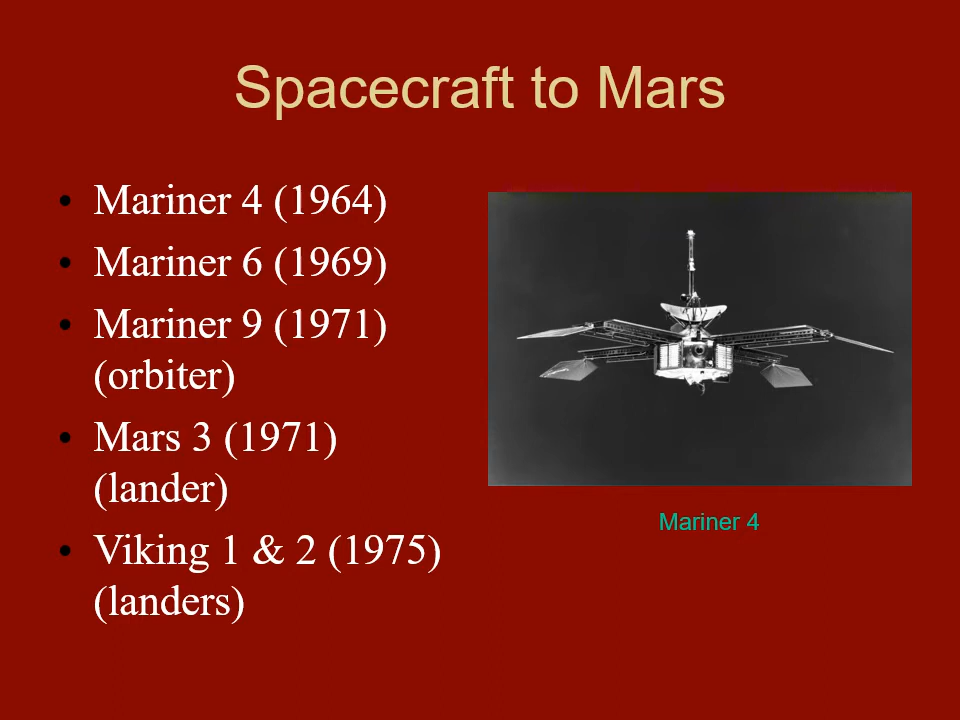 Spacecraft to Mars
• Mariner 4 (1964)
• Mariner 6 (1969)
• Mariner 9 (1971)
(orbiter)
• Mars 3 (1971)
(lander)
• Viking 1 & 2 (1975)
(landers)
Mariner 4